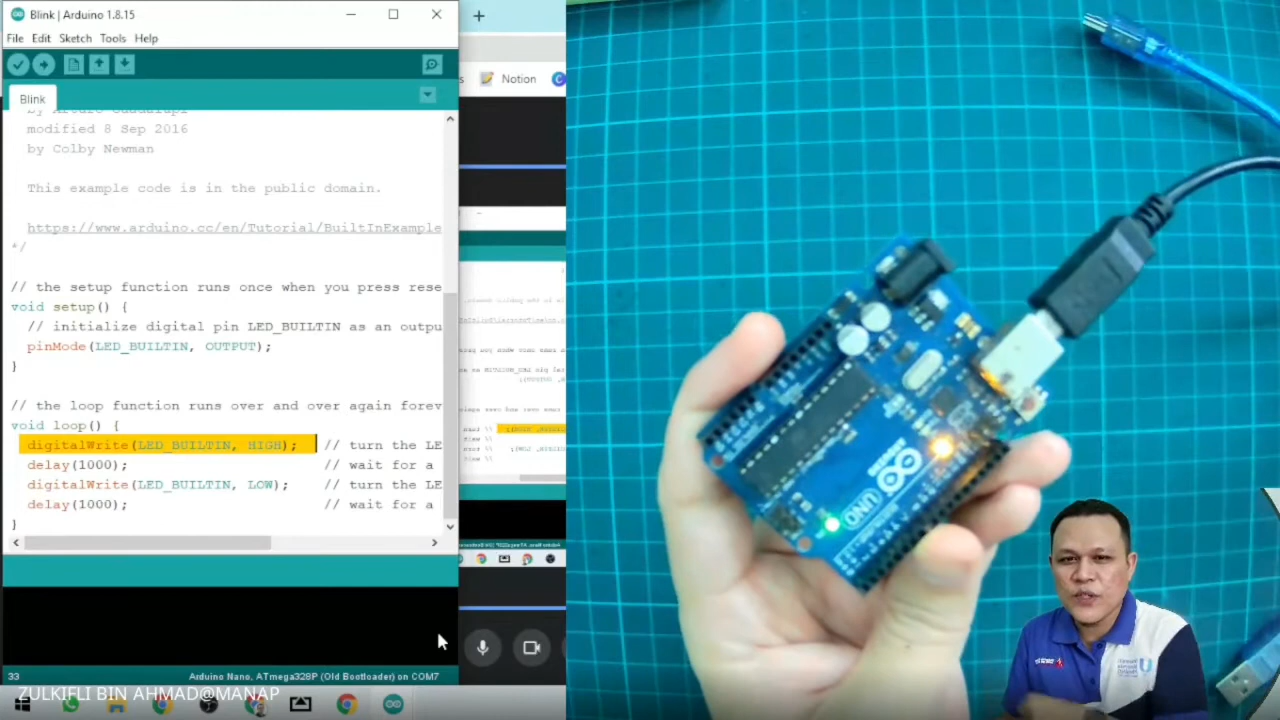 Blink | Arduino 1.8.15
File Edit Sketch Tools Help
Blink
modified 8 Sep 2016
by Colby Newman
This example code is in the public domain.
https://www.arduino.cc/en/Tutorial/BuiltInExample
*/
// the setup function runs once when you press rese
void setup() {
// initialize digital pin LED_BUILTIN as an outpu
pinMode(LED_BUILTIN, OUTPUT);
}
// the loop function runs over and over again forev
void loop() {
digitalWrite(LED_BUILTIN, HIGH); // turn the LE
delay(1000); // wait for a
digitalWrite(LED_BUILTIN, LOW); // turn the LE
delay(1000); // wait for a
}
33 Arduino Nano, ATmega328P (Old Bootloader) on COM7
ZULKIFLI BIN AHMAD@MANAP
s Notion
UNO
ARDUINO